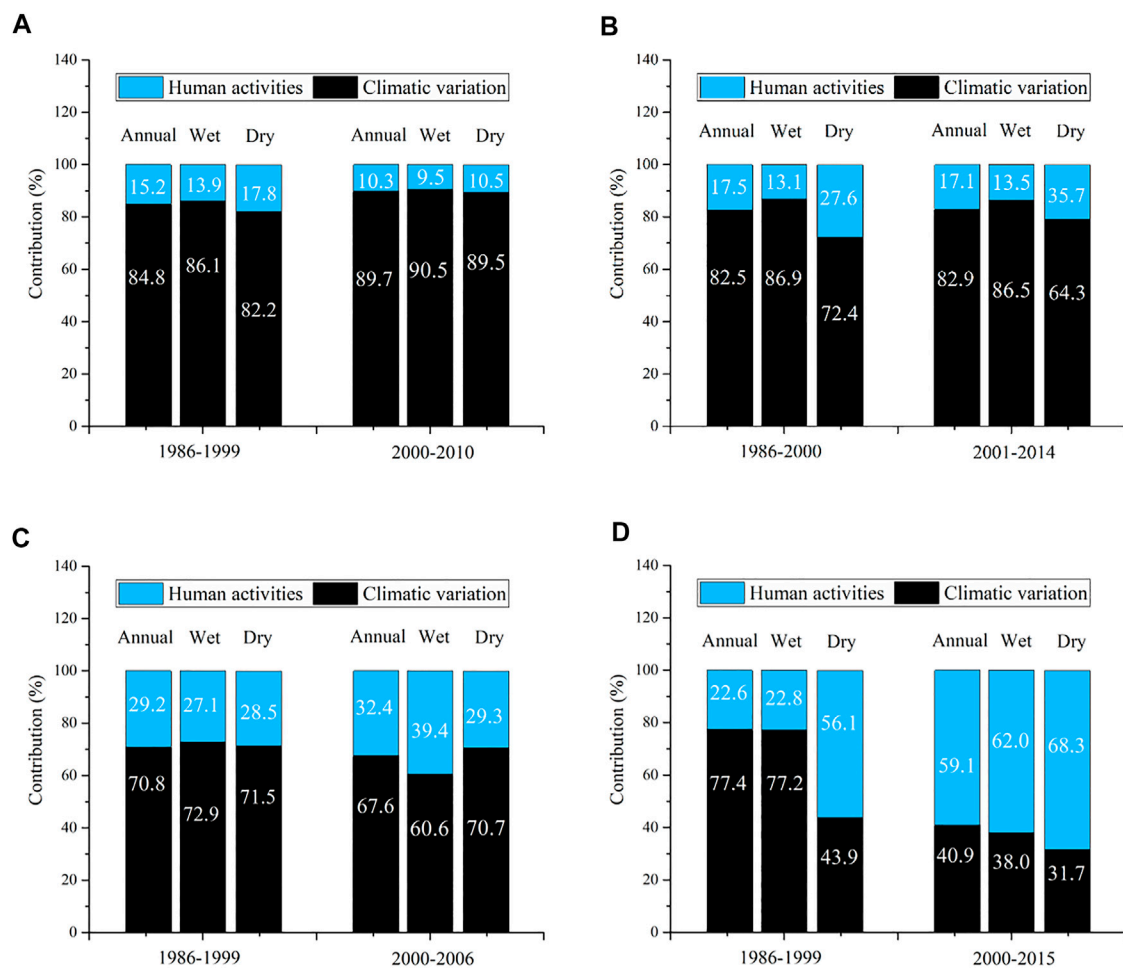 A
Contribution (%)
140
120
100
80
60
40
20
0
Human activities Climatic variation
Annual Wet Dry
Annual Wet Dry
15.2 13.9 17.8
10.3 9.5 10.5
84.8 86.1 82.2
89.7 90.5 89.5
1986-1999 2000-2010
B
Contribution (%)
140
120
100
80
60
40
20
0
Human activities Climatic variation
Annual Wet Dry
Annual Wet Dry
17.5 13.1 27.6
17.1 13.5 35.7
82.5 86.9 72.4
82.9 86.5 64.3
1986-2000 2001-2014
C
Contribution (%)
140
120
100
80
60
40
20
0
Human activities Climatic variation
Annual Wet Dry
Annual Wet Dry
29.2 27.1 28.5
32.4 39.4 29.3
70.8 72.9 71.5
67.6 60.6 70.7
1986-1999 2000-2006
D
Contribution (%)
140
120
100
80
60
40
20
0
Human activities Climatic variation
Annual Wet Dry
Annual Wet Dry
22.6 22.8 56.1
59.1 62.0 68.3
77.4 77.2 43.9
40.9 38.0 31.7
1986-1999 2000-2015